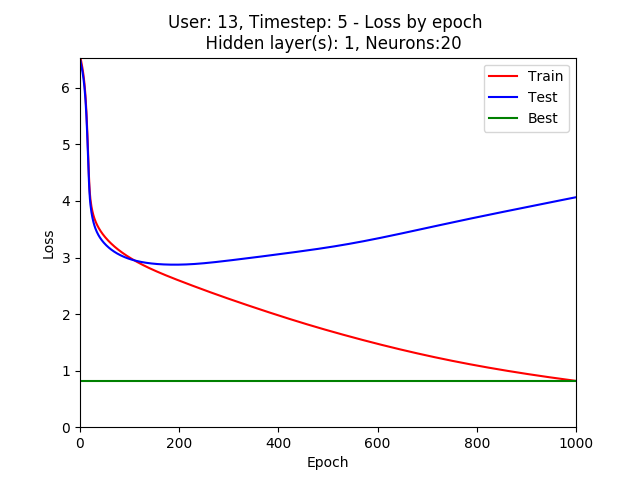 User: 13, Timestep: 5 - Loss by epoch
Hidden layer(s): 1, Neurons:20
Train
Test
Best
6
5
4
3
2
1
0
Loss
0 200 400 600 800 1000
Epoch